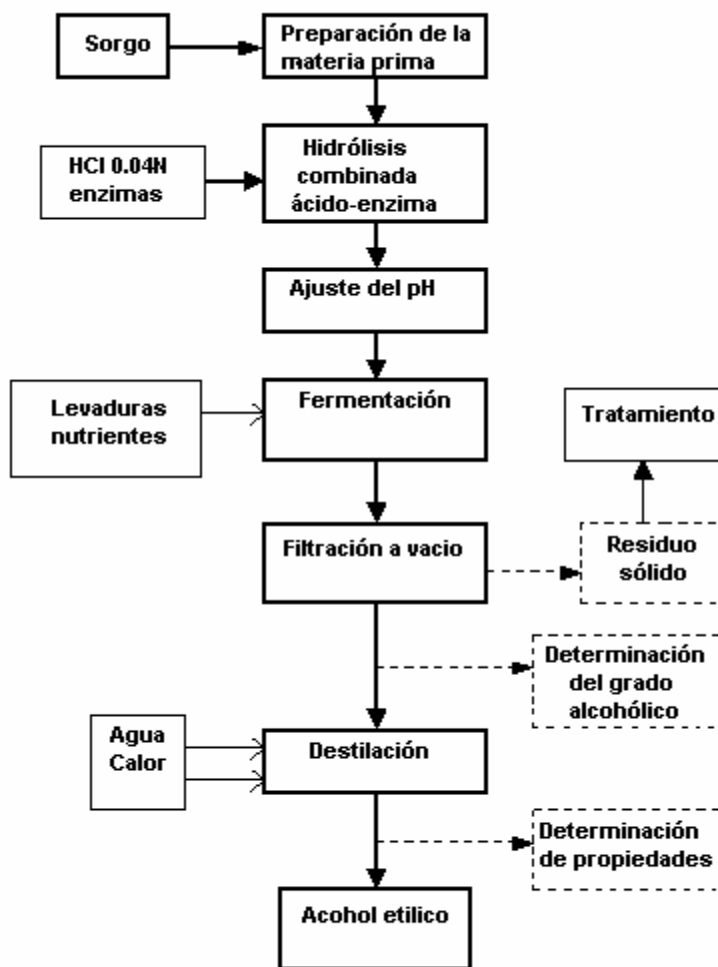 Sorgo
Preparación de la
materia prima
HCl 0.04N
enzimas
Hidrólisis
combinada
ácido-enzima
Ajuste del pH
Levaduras
nutrientes
Fermentación
Tratamiento
Filtración a vacio
Residuo
sólido
Determinación
del grado
alcohólico
Agua
Calor
Destilación
Determinación
de propiedades
Acohol etilico